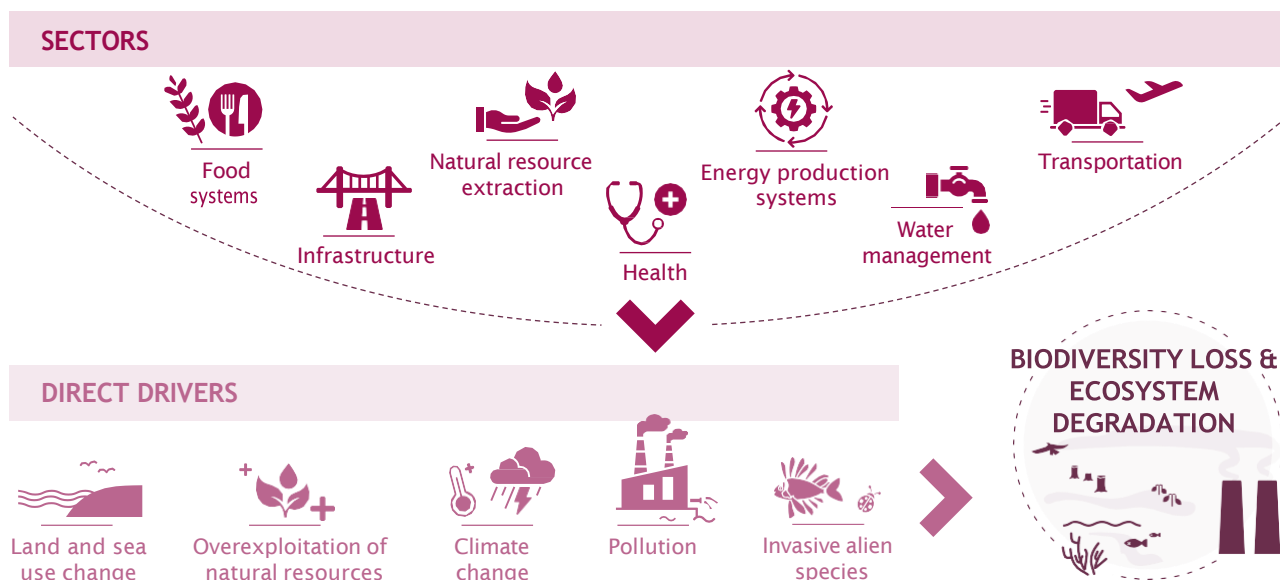 SECTORS
Food
systems
Infrastructure
Natural resource
extraction
Health
Energy production
systems
Water
management
Transportation
DIRECT DRIVERS
Land and sea
use change
Overexploitation of
natural resources
Climate
change
Pollution
Invasive alien
species
BIODIVERSITY LOSS &
ECOSYSTEM
DEGRADATION